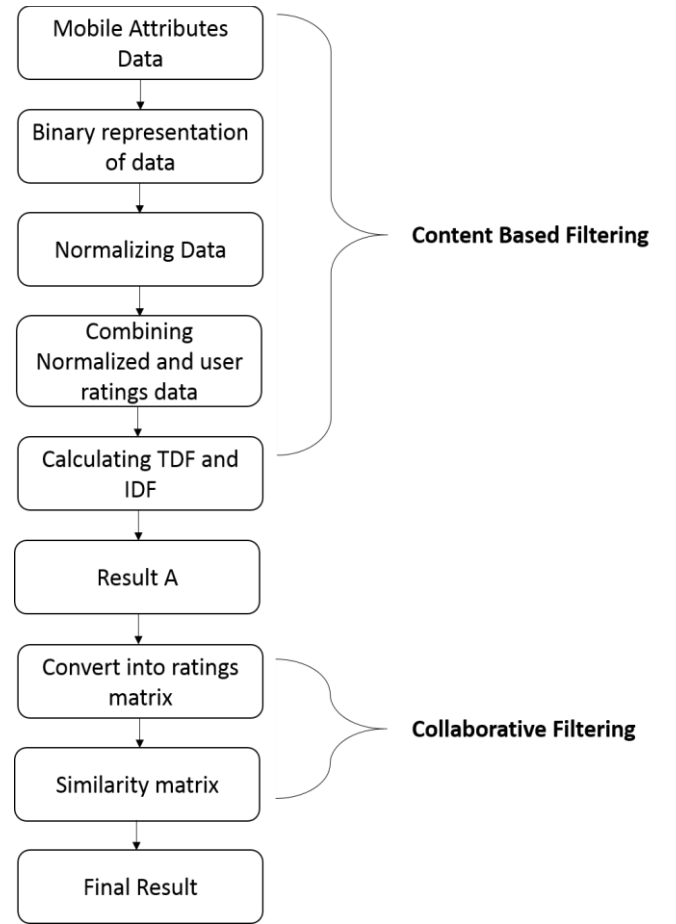 Mobile Attributes
Data
Binary representation
of data
Normalizing Data
Combining
Normalized and user
ratings data
Calculating TDF and
IDF
Content Based Filtering
Result A
Convert into ratings
matrix
Similarity matrix
Collaborative Filtering
Final Result